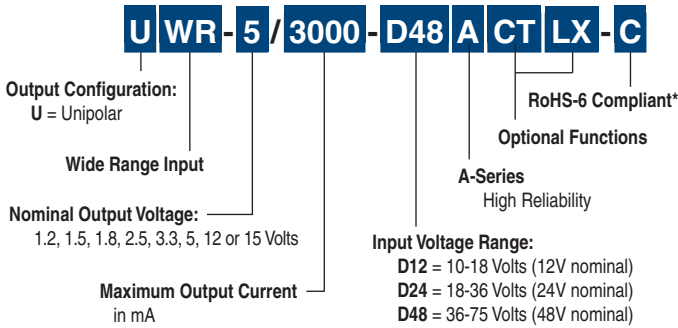 U WR - 5 / 3000 - D48 A CT LX - C
Output Configuration:
U = Unipolar
Wide Range Input
Nominal Output Voltage:
1.2, 1.5, 1.8, 2.5, 3.3, 5, 12 or 15 Volts
Maximum Output Current
in mA
RoHS-6 Compliant*
Optional Functions
A-Series
High Reliability
Input Voltage Range:
D12 = 10-18 Volts (12V nominal)
D24 = 18-36 Volts (24V nominal)
D48 = 36-75 Volts (48V nominal)